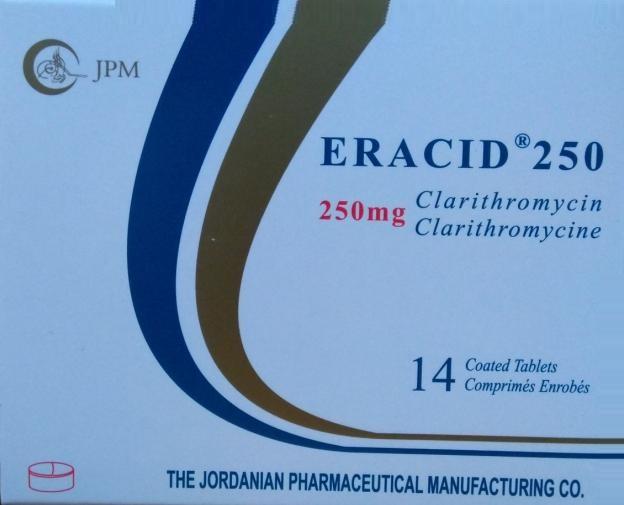 JPM
ERACID® 250
250mg Clarithromycin
Clarithromycine
14 Coated Tablets
Comprimés Enrobés
THE JORDANIAN PHARMACEUTICAL MANUFACTURING CO.